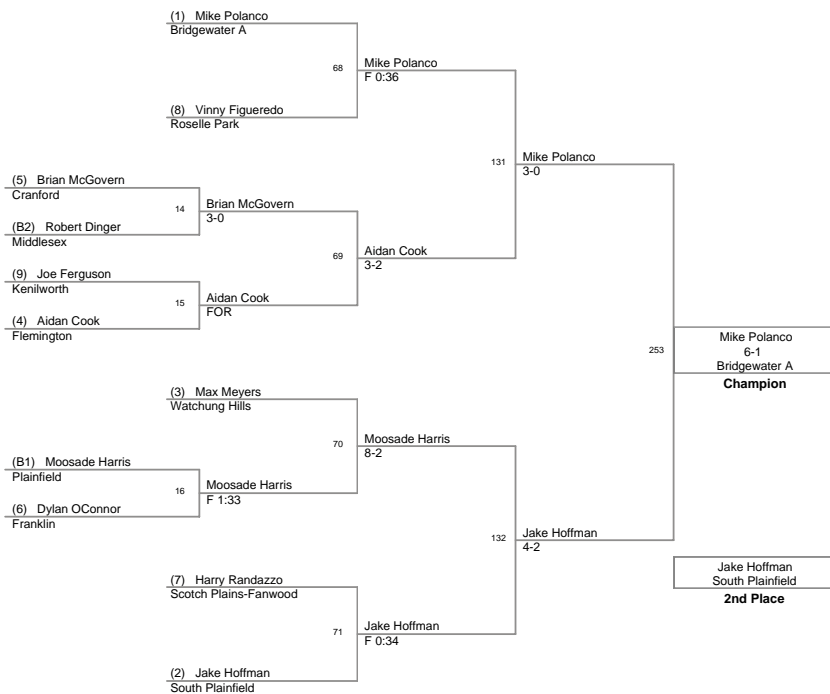 (1) Mike Polanco
Bridgewater A
68
Mike Polanco
F 0:36
(8) Vinny Figueredo
Roselle Park
131
Mike Polanco
3-0
(5) Brian McGovern
Cranford
14
Brian McGovern
3-0
(B2) Robert Dinger
Middlesex
69
Aidan Cook
3-2
(9) Joe Ferguson
Kenilworth
15
Aidan Cook
FOR
(4) Aidan Cook
Flemington
253
Mike Polanco
6-1
Bridgewater A
Champion
(3) Max Meyers
Watchung Hills
70
Moosade Harris
8-2
(B1) Moosade Harris
Plainfield
16
Moosade Harris
F 1:33
(6) Dylan OConnor
Franklin
132
Jake Hoffman
4-2
(7) Harry Randazzo
Scotch Plains-Fanwood
71
Jake Hoffman
F 0:34
(2) Jake Hoffman
South Plainfield
Jake Hoffman
South Plainfield
2nd Place